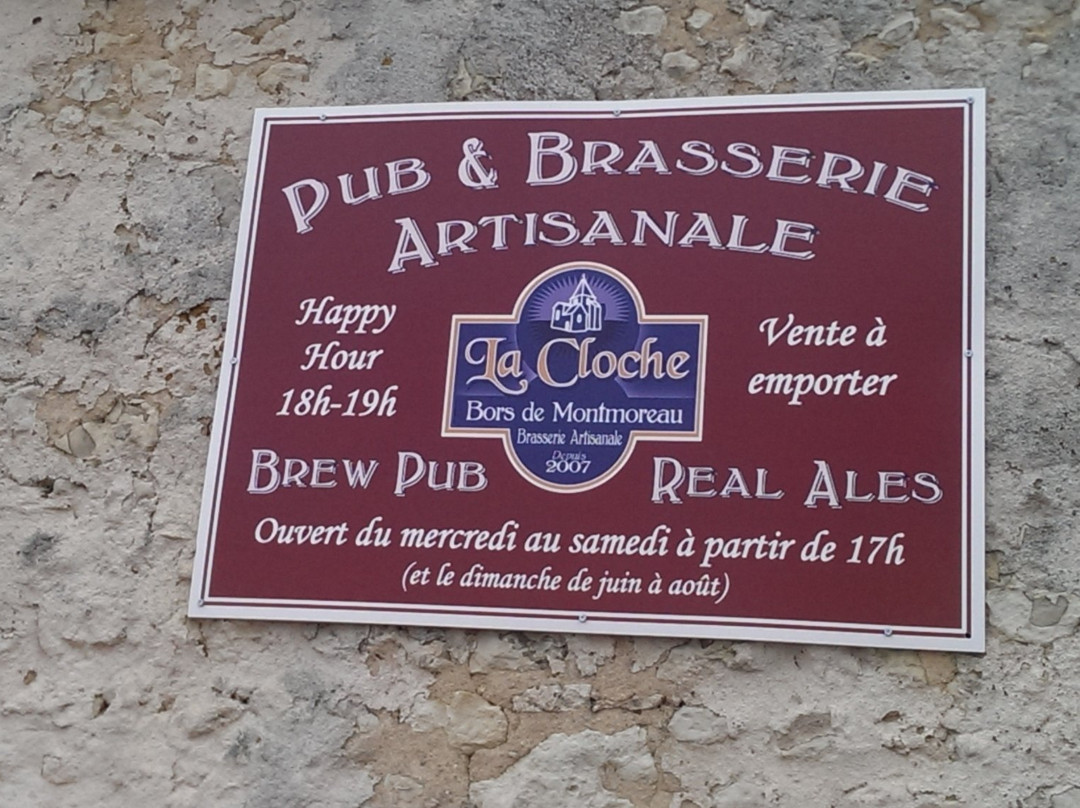 Pub & Brasserie
Artisanale
Happy
Hour
18h-19h
La Cloche
Bors de Montmoreau
Brasserie Artisanale
Depuis
2007
Vente à
emporter
Brew Pub
Real Ales
Ouvert du mercredi au samedi à partir de 17h
(et le dimanche de juin à août)